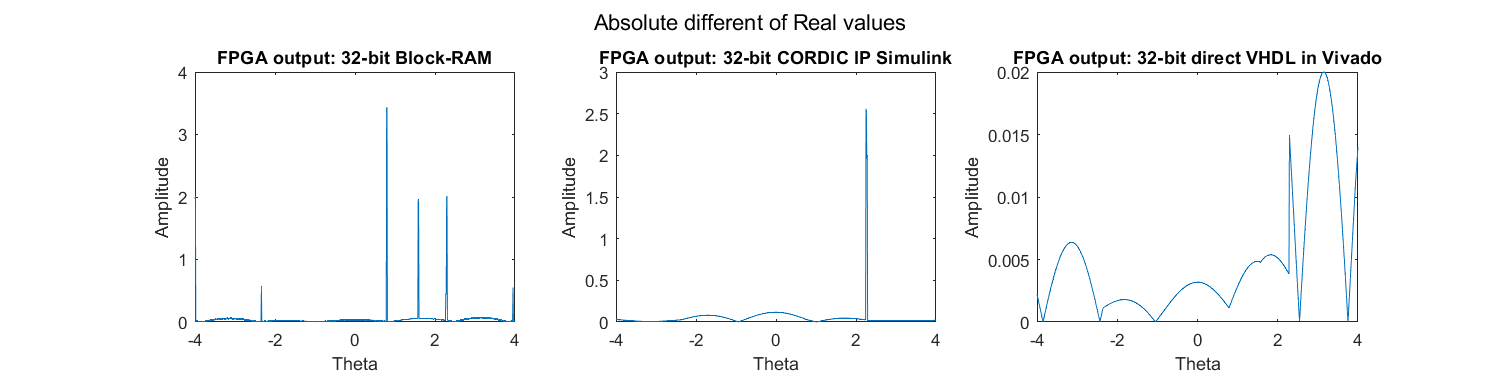 Absolute different of Real values
FPGA output: 32-bit Block-RAM
4
3
2
1
0
Amplitude
-4 -2 0 2 4
Theta
FPGA output: 32-bit CORDIC IP Simulink
3
2.5
2
1.5
1
0.5
0
Amplitude
-4 -2 0 2 4
Theta
FPGA output: 32-bit direct VHDL in Vivado
0.02
0.015
0.01
0.005
0
Amplitude
-4 -2 0 2 4
Theta